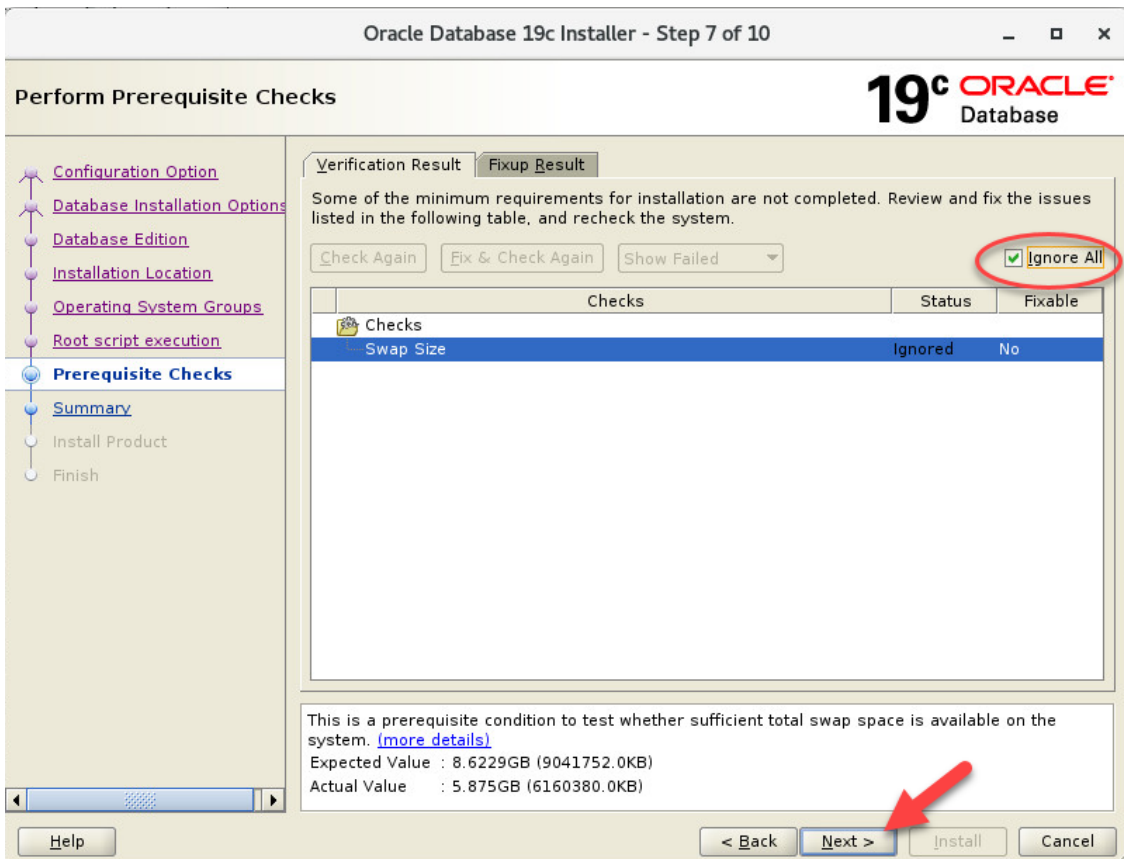 Oracle Database 19c Installer - Step 7 of 10
Perform Prerequisite Checks
19c ORACLE
Database
Configuration Option
Database Installation Options
Database Edition
Installation Location
Operating System Groups
Root script execution
Prerequisite Checks
Summary
Install Product
Finish
Verification Result Fixup Result
Some of the minimum requirements for installation are not completed. Review and fix the issues
listed in the following table, and recheck the system.
Check Again Fix & Check Again Show Failed Ignore All
Checks Status Fixable
Checks
Swap Size Ignored No
This is a prerequisite condition to test whether sufficient total swap space is available on the
system. (more details)
Expected Value : 8.6229GB (9041752.0KB)
Actual Value : 5.875GB (6160380.0KB)
Help < Back Next > Install Cancel